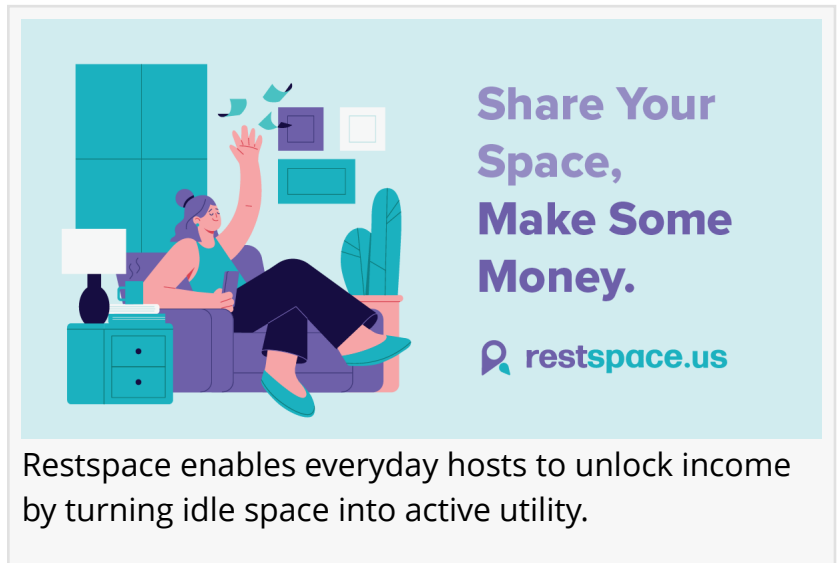 Share Your
Space,
Make Some
Money.
restspace.us
Restspace enables everyday hosts to unlock income
by turning idle space into active utility.